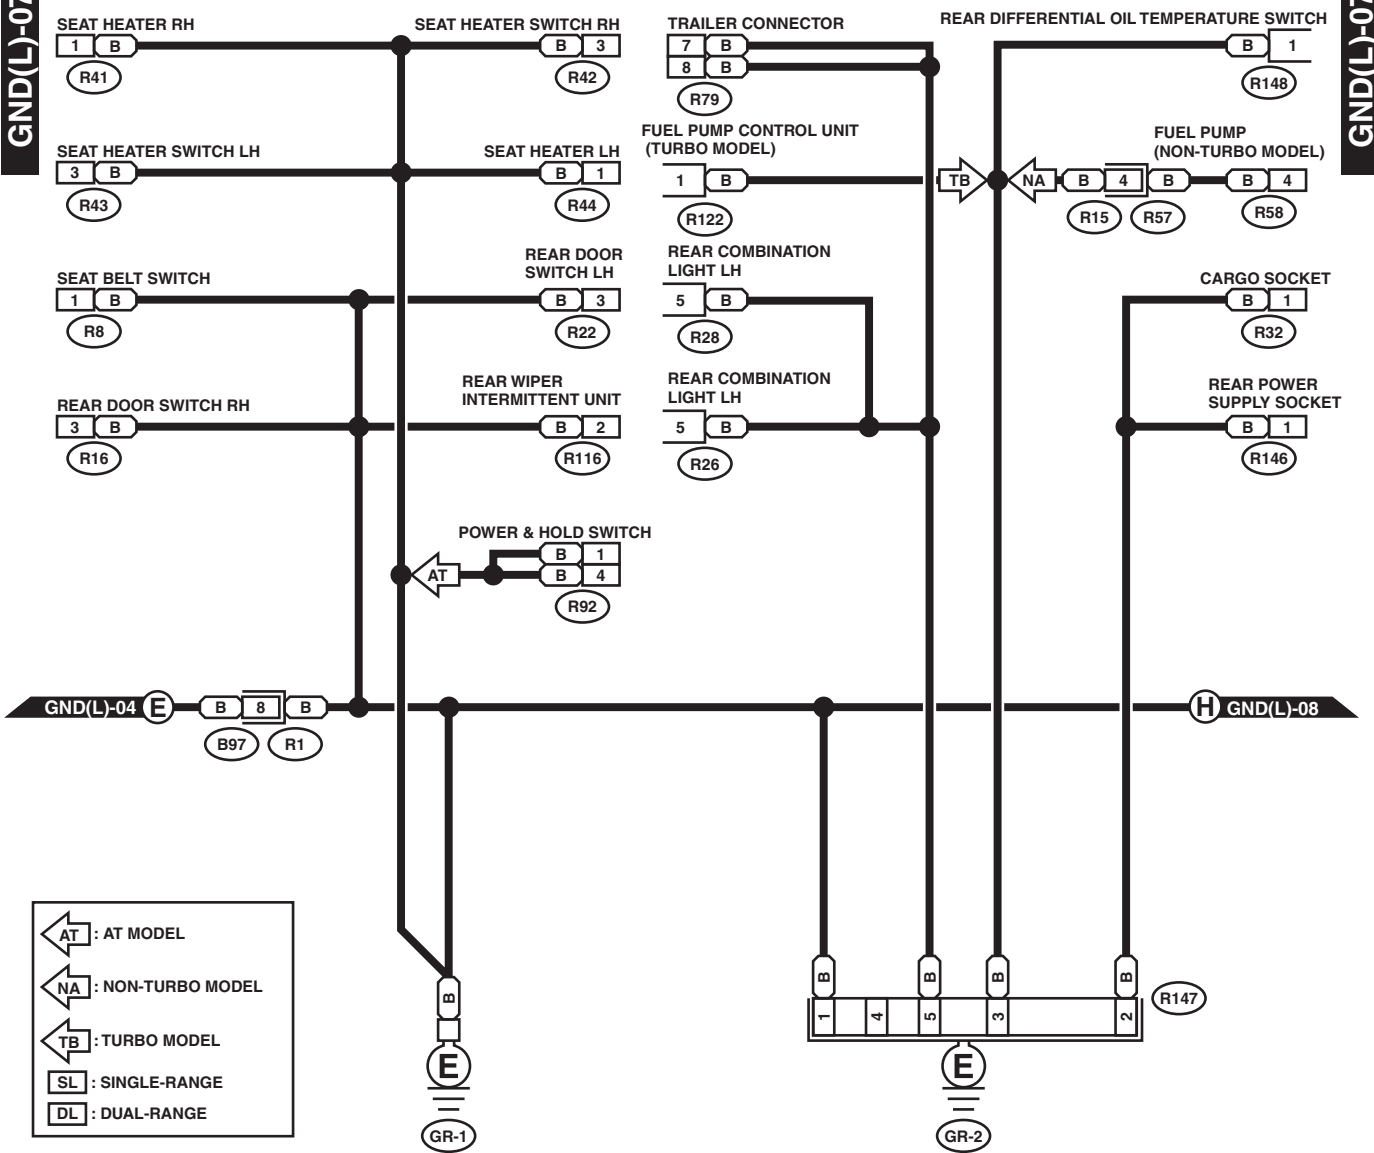 GND(L)-07
GND(L)-07
SEAT HEATER RH
1 B
R41
SEAT HEATER SWITCH RH
B 3
R42
TRAILER CONNECTOR
7 B
8 B
R79
REAR DIFFERENTIAL OIL TEMPERATURE SWITCH
B 1
R148
SEAT HEATER SWITCH LH
3 B
R43
SEAT HEATER LH
B 1
R44
FUEL PUMP CONTROL UNIT
(TURBO MODEL)
1 B
R122
TB
NA
FUEL PUMP
(NON-TURBO MODEL)
B 4 B
R15 R57
B 4
R58
SEAT BELT SWITCH
1 B
R8
REAR DOOR
SWITCH LH
B 3
R22
REAR COMBINATION
LIGHT LH
5 B
R28
CARGO SOCKET
B 1
R32
REAR DOOR SWITCH RH
3 B
R16
REAR WIPER
INTERMITTENT UNIT
B 2
R116
REAR COMBINATION
LIGHT LH
5 B
R26
REAR POWER
SUPPLY SOCKET
B 1
R146
POWER & HOLD SWITCH
B 1
AT
B 4
R92
GND(L)-04 E B 8 B
B97 R1
H GND(L)-08
AT : AT MODEL
NA : NON-TURBO MODEL
TB : TURBO MODEL
SL : SINGLE-RANGE
DL : DUAL-RANGE
B
E
GR-1
B B B B
1 4 5 3 2
R147
E
GR-2